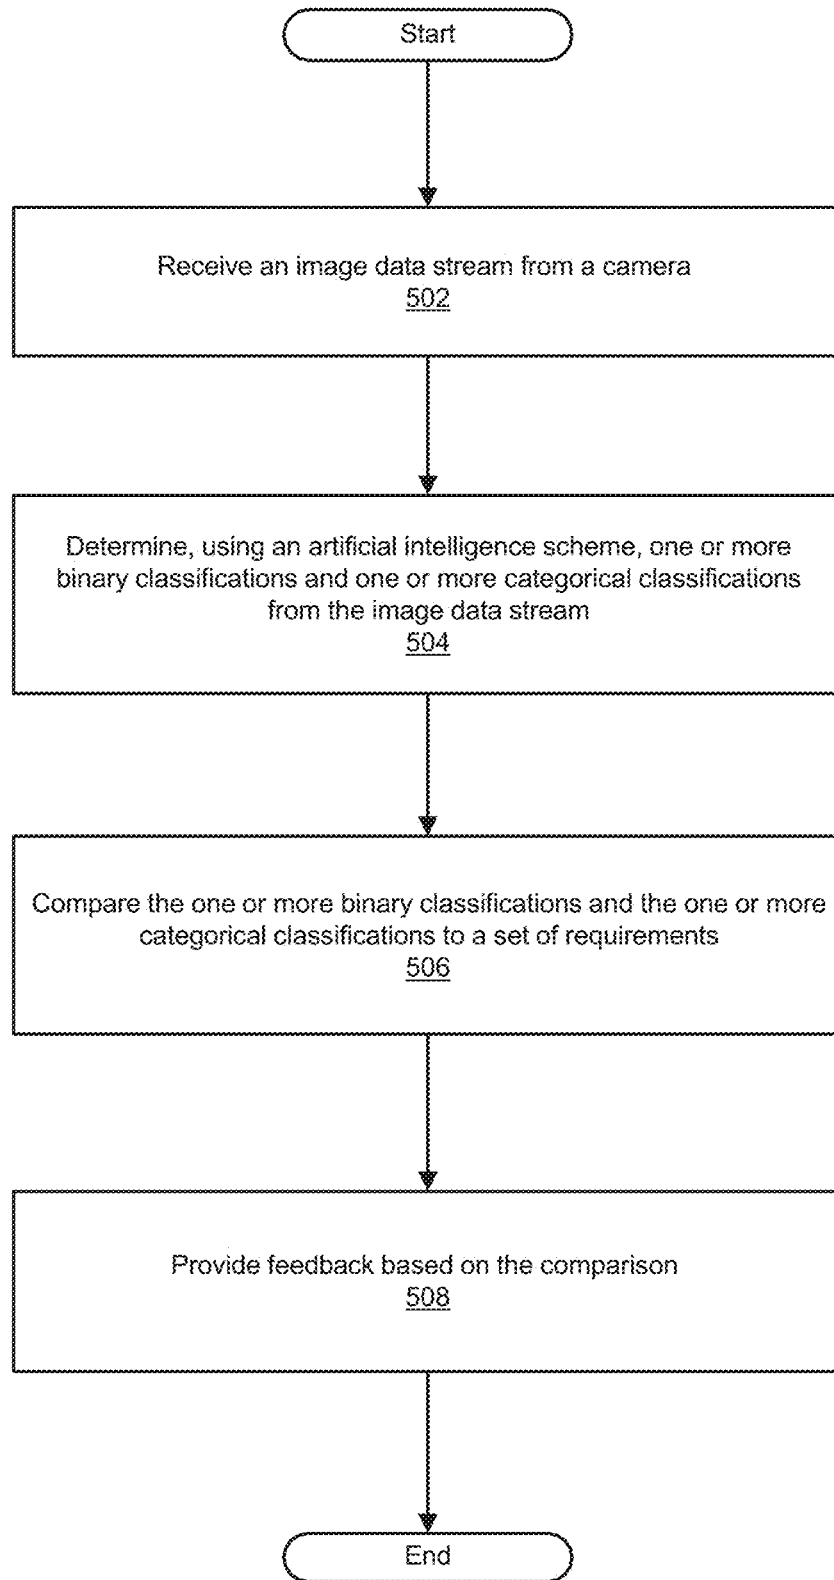 Start
Receive an image data stream from a camera
502
Determine, using an artificial intelligence scheme, one or more
binary classifications and one or more categorical classifications
from the image data stream
504
Compare the one or more binary classifications and the one or more
categorical classifications to a set of requirements
506
Provide feedback based on the comparison
508
End